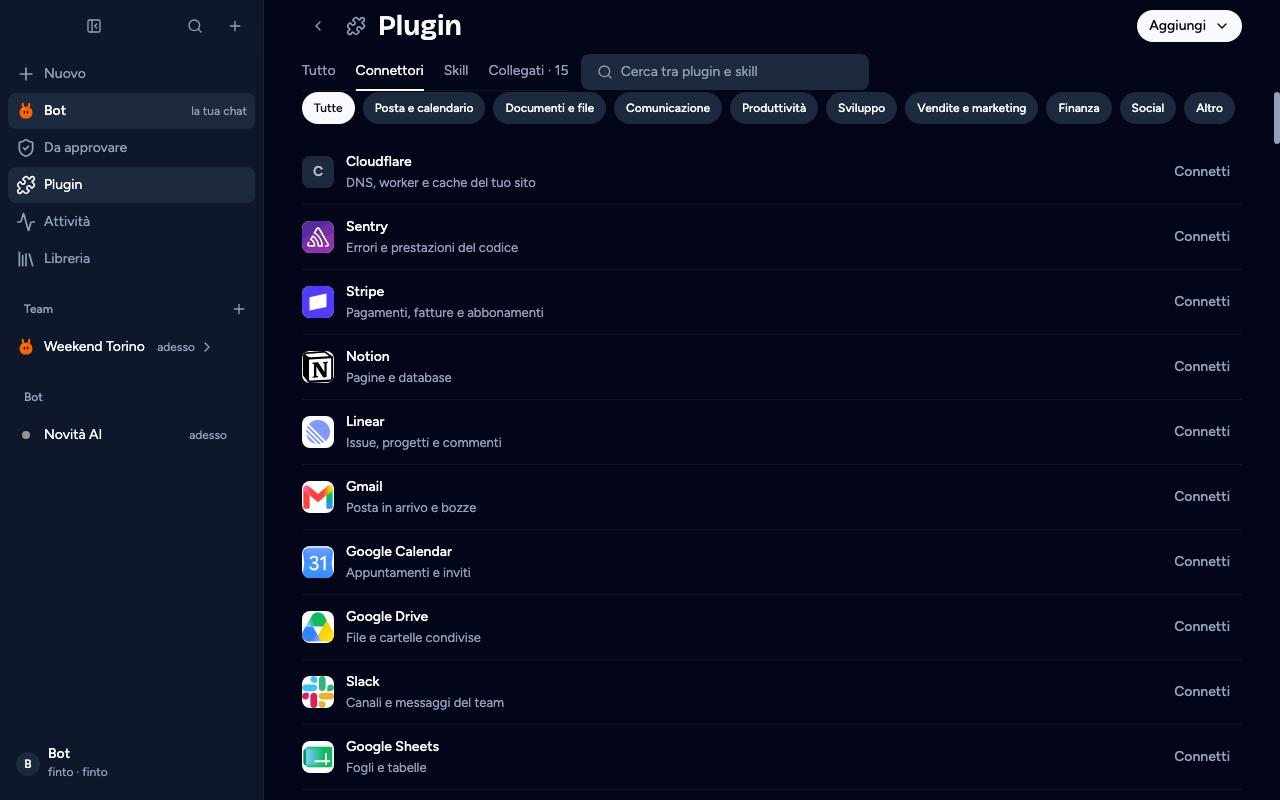 Plugin
Aggiungi
Nuovo
Tutto
Connettori
Skill
Collegati · 15
Cerca tra plugin e skill
Bot
la tua chat
Tutte
Posta e calendario
Documenti e file
Comunicazione
Produttività
Sviluppo
Vendite e marketing
Finanza
Social
Altro
Da approvare
Plugin
Attività
Libreria
Team
Weekend Torino
adesso
Bot
Novità AI
adesso
B
Bot
finto · finto
C
Cloudflare
DNS, worker e cache del tuo sito
Connetti
Sentry
Errori e prestazioni del codice
Connetti
Stripe
Pagamenti, fatture e abbonamenti
Connetti
N
Notion
Pagine e database
Connetti
Linear
Issue, progetti e commenti
Connetti
Gmail
Posta in arrivo e bozze
Connetti
31
Google Calendar
Appuntamenti e inviti
Connetti
Google Drive
File e cartelle condivise
Connetti
Slack
Canali e messaggi del team
Connetti
Google Sheets
Fogli e tabelle
Connetti